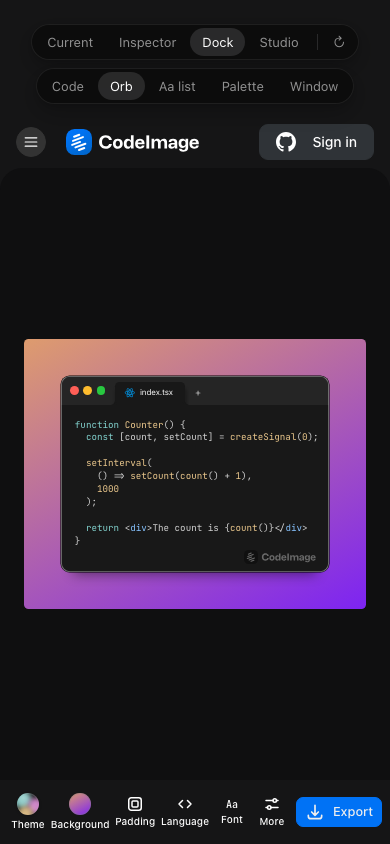 Current Inspector Dock Studio
Code Orb Aa list Palette Window
CodeImage Sign in
index.tsx +
function Counter() {
  const [count, setCount] = createSignal(0);
  setInterval(
    () => setCount(count() + 1),
    1000
  );
  return <div>The count is {count()}</div>
}
CodeImage
Aa
Theme Background Padding Language Font More Export